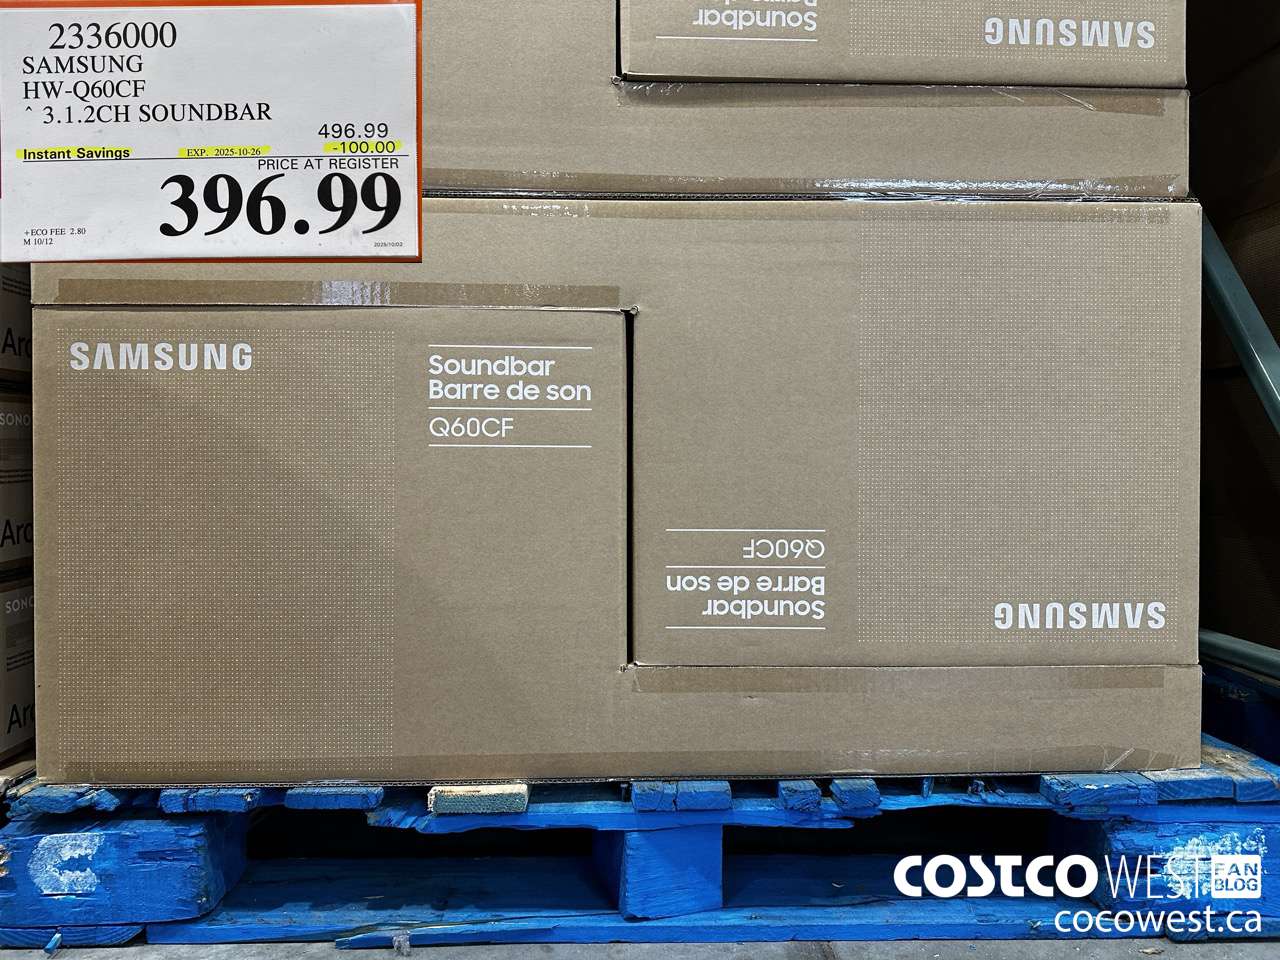 2336000
SAMSUNG
HW-Q60CF
^ 3.1.2CH SOUNDBAR
496.99
Instant Savings EXP. 2025-10-26 -100.00
PRICE AT REGISTER
396.99
+ECO FEE 2.80
M 10/12
2025/10/02
Soundbar
SAMSUNG
SAMSUNG
Soundbar
Barre de son
Q60CF
Q60CF
Barre de son
Soundbar
SAMSUNG
SONO
SONO
COSTCO WEST FAN BLOG
cocowest.ca